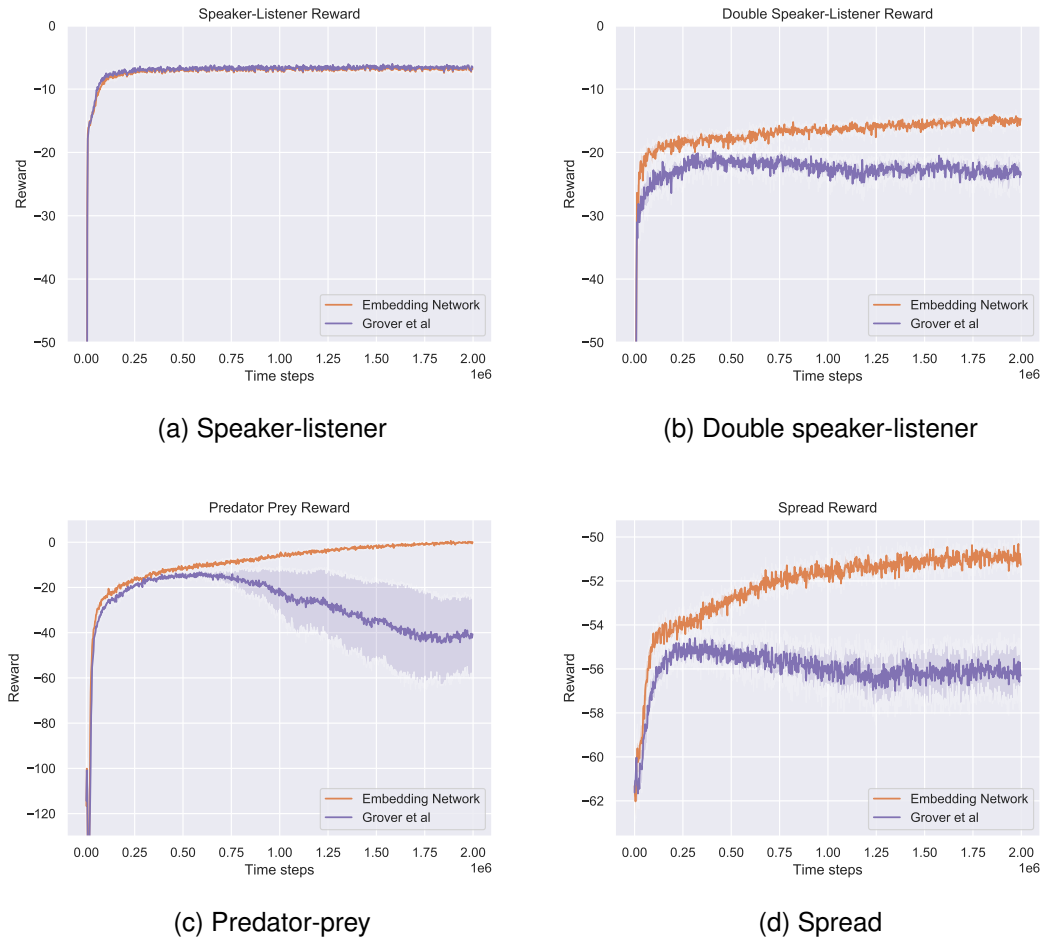 Speaker-Listener Reward
0
−10
−20
−30
−40
−50
Reward
0.00 0.25 0.50 0.75 1.00 1.25 1.50 1.75 2.00
Time steps
1e6
Embedding Network
Grover et al
(a) Speaker-listener
Double Speaker-Listener Reward
0
−10
−20
−30
−40
−50
Reward
0.00 0.25 0.50 0.75 1.00 1.25 1.50 1.75 2.00
Time steps
1e6
Embedding Network
Grover et al
(b) Double speaker-listener
Predator Prey Reward
0
−20
−40
−60
−80
−100
−120
Reward
0.00 0.25 0.50 0.75 1.00 1.25 1.50 1.75 2.00
Time steps
1e6
Embedding Network
Grover et al
(c) Predator-prey
Spread Reward
−50
−52
−54
−56
−58
−60
−62
Reward
0.00 0.25 0.50 0.75 1.00 1.25 1.50 1.75 2.00
Time steps
1e6
Embedding Network
Grover et al
(d) Spread